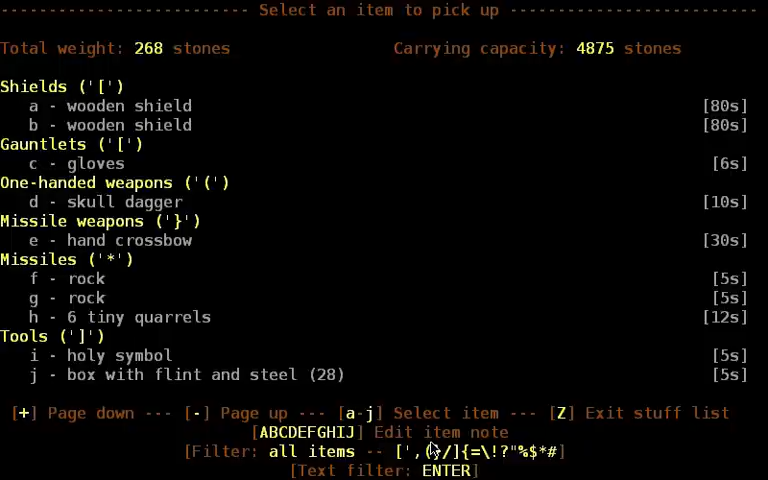 ------------------------- Select an item to pick up --------------------------
Total weight: 268 stones Carrying capacity: 4875 stones
Shields ('[')
a - wooden shield [80s]
b - wooden shield [80s]
Gauntlets ('[')
c - gloves [6s]
One-handed weapons ('(')
d - skull dagger [10s]
Missile weapons ('}')
e - hand crossbow [30s]
Missiles ('*')
f - rock [5s]
g - rock [5s]
h - 6 tiny quarrels [12s]
Tools (']')
i - holy symbol [5s]
j - box with flint and steel (28) [5s]
[+] Page down --- [-] Page up --- [a-j] Select item --- [Z] Exit stuff list
[ABCDEFGHIJ] Edit item note
[Filter: all items -- [',(}/]{=\!?"%$*#]
[Text filter: ENTER]